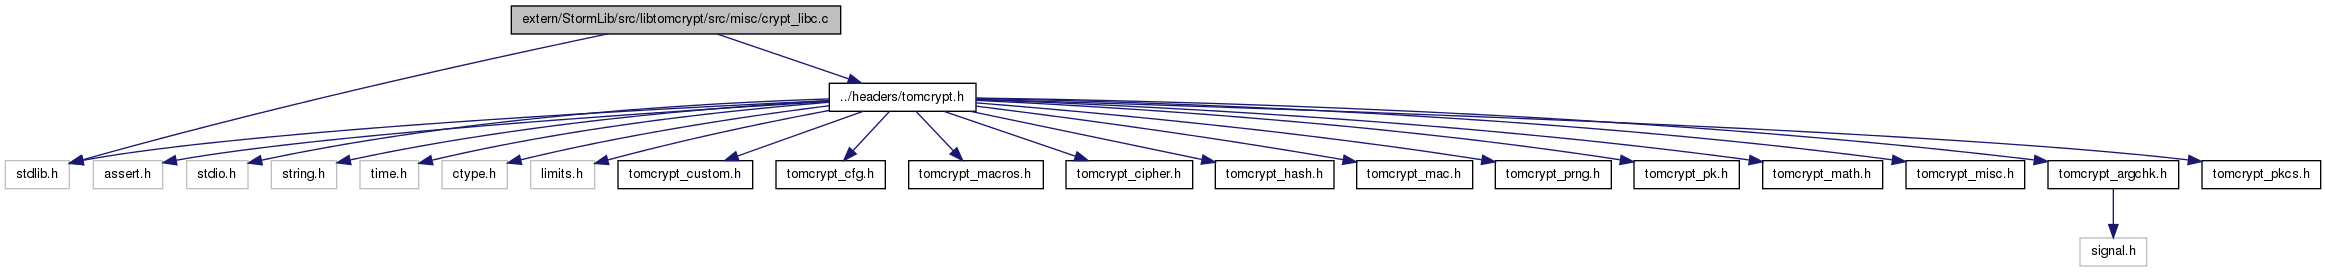 extern/StormLib/src/libtomcrypt/src/misc/crypt_libc.c
../headers/tomcrypt.h
stdlib.h
assert.h
stdio.h
string.h
time.h
ctype.h
limits.h
tomcrypt_custom.h
tomcrypt_cfg.h
tomcrypt_macros.h
tomcrypt_cipher.h
tomcrypt_hash.h
tomcrypt_mac.h
tomcrypt_prng.h
tomcrypt_pk.h
tomcrypt_math.h
tomcrypt_misc.h
tomcrypt_argchk.h
tomcrypt_pkcs.h
signal.h